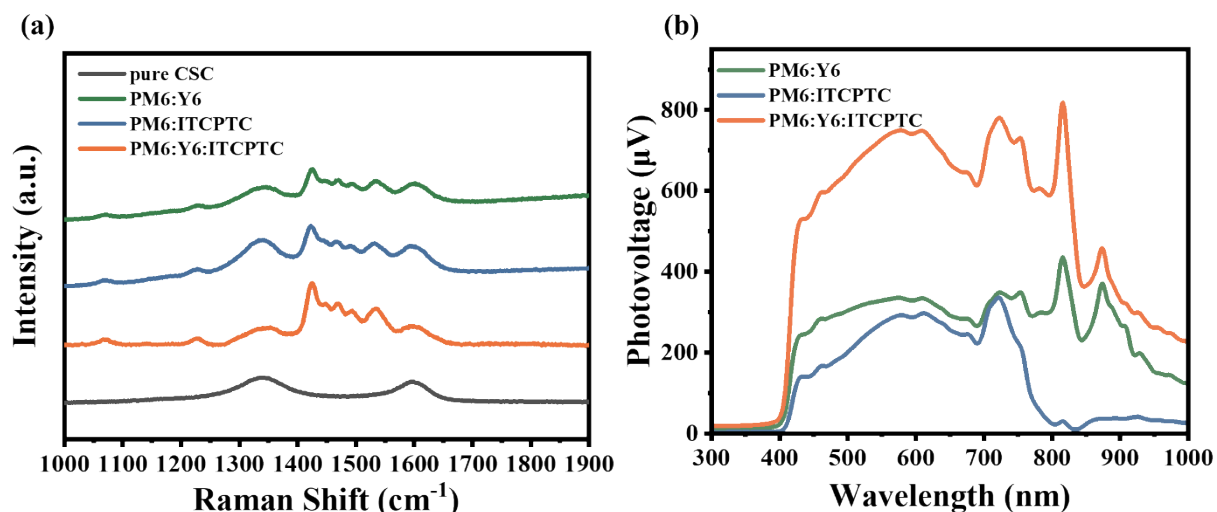 (a)
pure CSC
PM6:Y6
PM6:ITCPTC
PM6:Y6:ITCPTC
Intensity (a.u.)
1000 1100 1200 1300 1400 1500 1600 1700 1800 1900
Raman Shift (cm⁻¹)
(b)
PM6:Y6
PM6:ITCPTC
PM6:Y6:ITCPTC
Photovoltage (μV)
800
600
400
200
0
300 400 500 600 700 800 900 1000
Wavelength (nm)